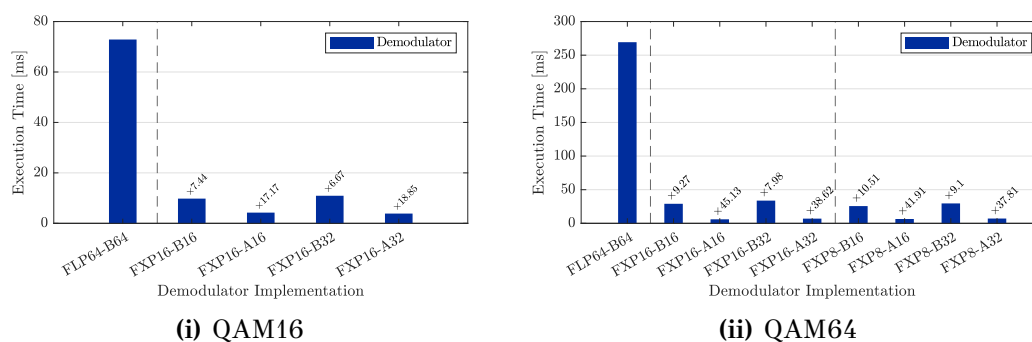 80
60
40
20
0
Execution Time [ms]
Demodulator
×7.44
×17.17
×6.67
×18.85
FLP64-B64
FXP16-B16
FXP16-A16
FXP16-B32
FXP16-A32
Demodulator Implementation
(i) QAM16
300
250
200
150
100
50
0
Execution Time [ms]
Demodulator
×9.27
×45.13
×7.98
×38.62
×10.51
×41.91
×9.1
×37.81
FLP64-B64
FXP16-B16
FXP16-A16
FXP16-B32
FXP16-A32
FXP8-B16
FXP8-A16
FXP8-B32
FXP8-A32
Demodulator Implementation
(ii) QAM64